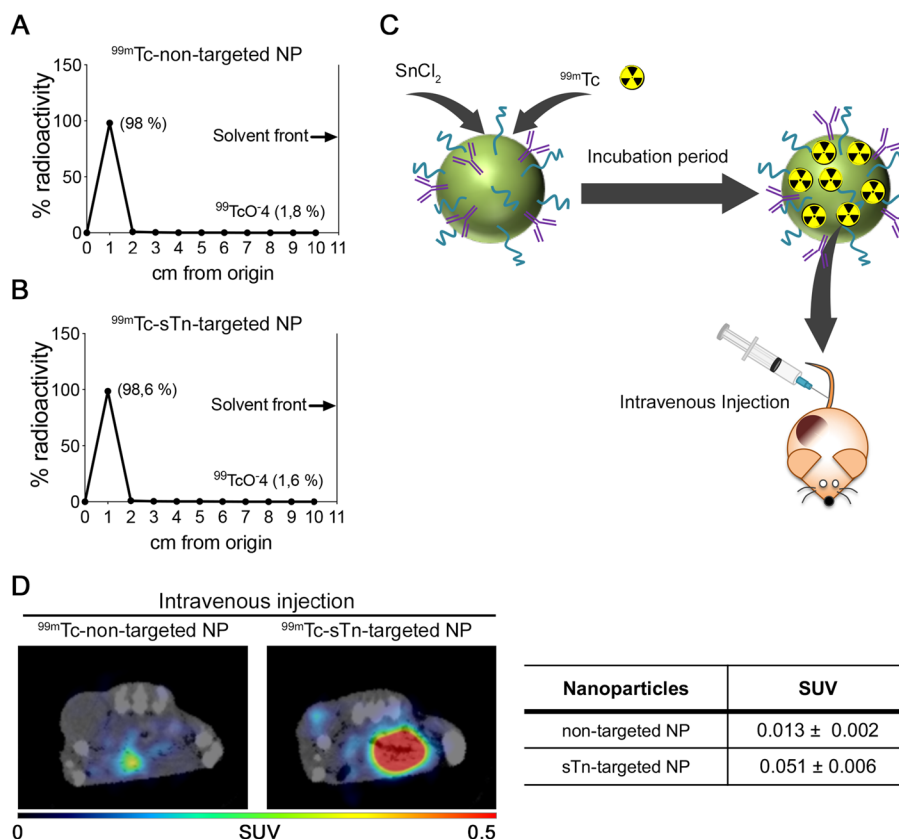 A
⁹⁹ᵐTc-non-targeted NP
150
100
50
0
% radioactivity
(98 %)
Solvent front
⁹⁹TcO⁻4 (1,8 %)
0 1 2 3 4 5 6 7 8 9 10 11
cm from origin
B
⁹⁹ᵐTc-sTn-targeted NP
150
100
50
0
% radioactivity
(98,6 %)
Solvent front
⁹⁹TcO⁻4 (1,6 %)
0 1 2 3 4 5 6 7 8 9 10 11
cm from origin
C
SnCl₂
⁹⁹ᵐTc
Incubation period
Intravenous Injection
D
Intravenous injection
⁹⁹ᵐTc-non-targeted NP ⁹⁹ᵐTc-sTn-targeted NP
0 SUV 0.5
Nanoparticles SUV
non-targeted NP 0.013 ± 0.002
sTn-targeted NP 0.051 ± 0.006